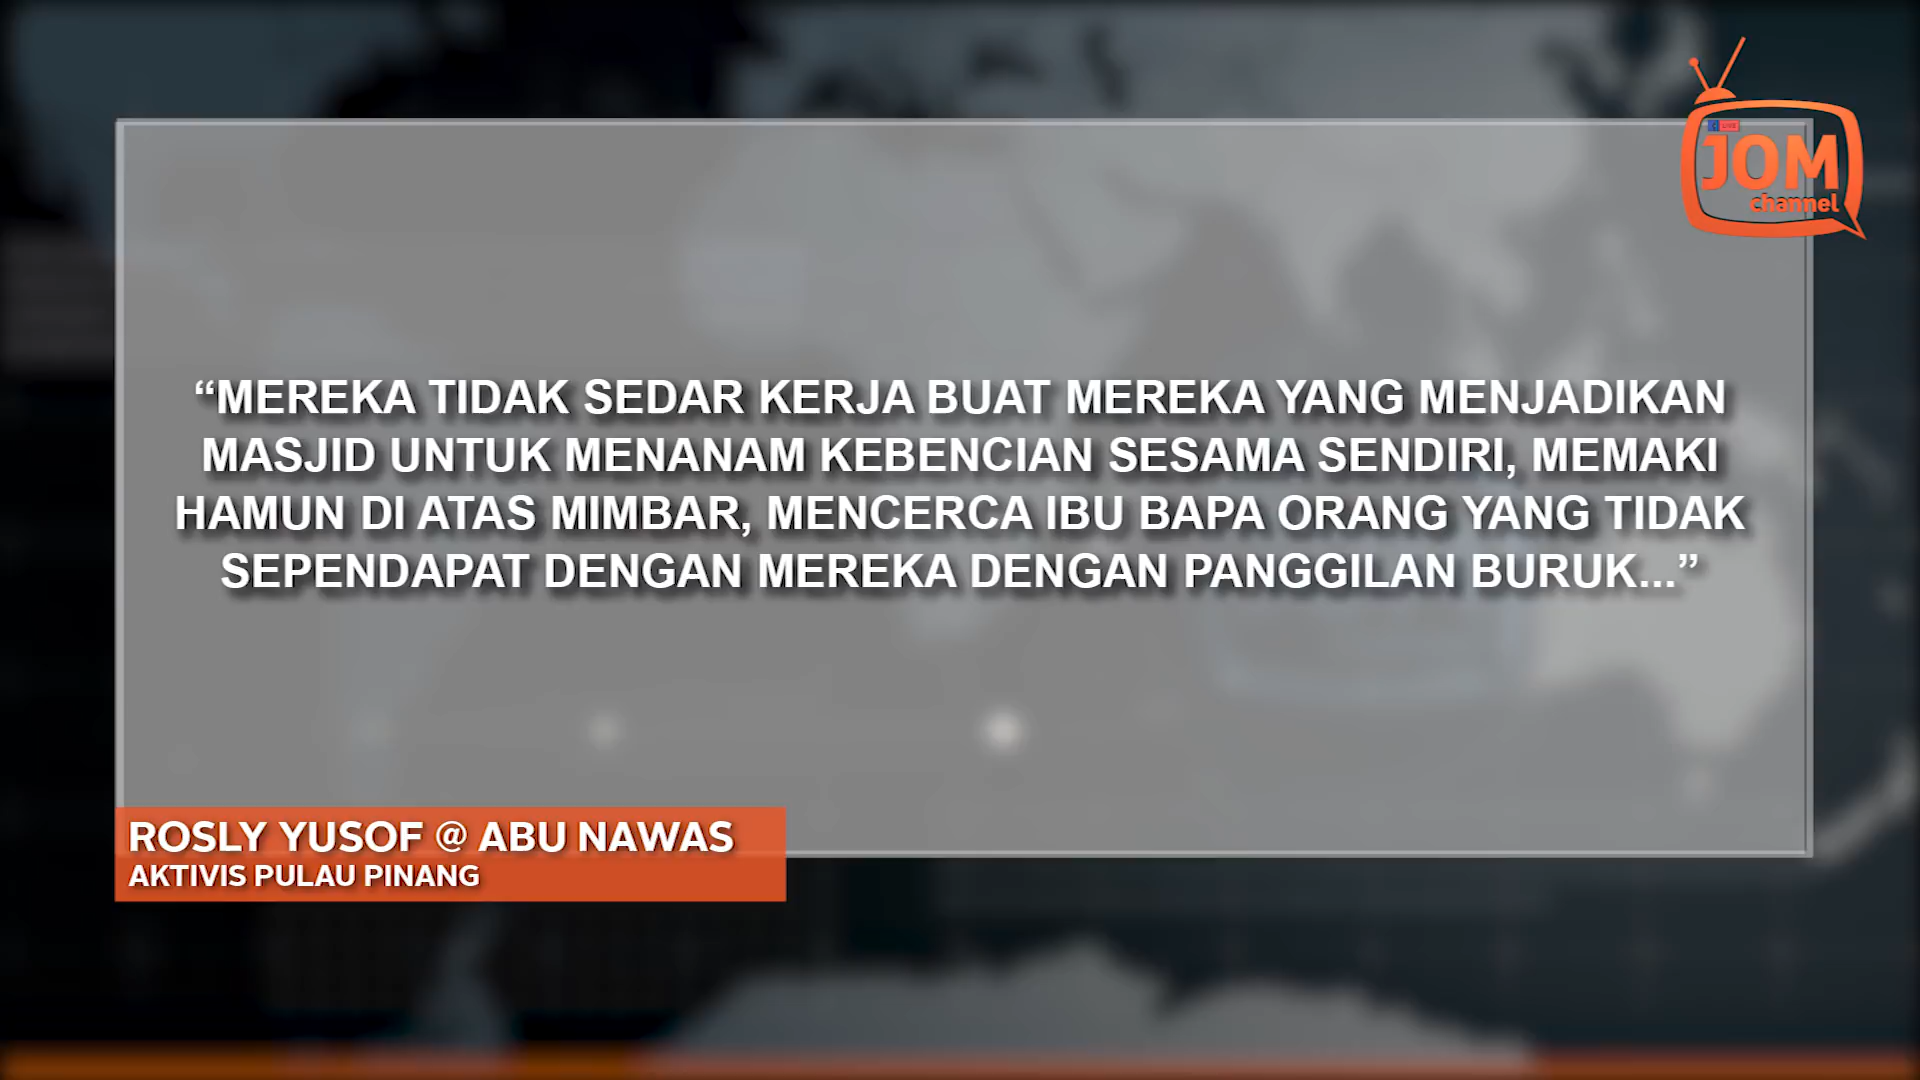 LIVE
JOM
channel
“MEREKA TIDAK SEDAR KERJA BUAT MEREKA YANG MENJADIKAN
MASJID UNTUK MENANAM KEBENCIAN SESAMA SENDIRI, MEMAKI
HAMUN DI ATAS MIMBAR, MENCERCA IBU BAPA ORANG YANG TIDAK
SEPENDAPAT DENGAN MEREKA DENGAN PANGGILAN BURUK...”
ROSLY YUSOF @ ABU NAWAS
AKTIVIS PULAU PINANG